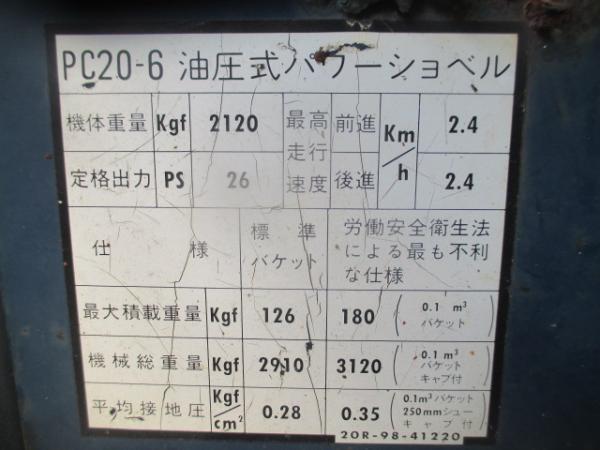 PC20-6 油圧式パワーショベル
機体重量 Kgf 2120 最高走行速度 前進 Km/h 2.4
定格出力 PS 26 後進 2.4
仕様 標準バケット 労働安全衛生法による最も不利な仕様
最大積載重量 Kgf 126 180 (0.1 m³ バケット)
機械総重量 Kgf 2910 3120 (0.1 m³ バケット キャブ付)
平均接地圧 Kgf/cm² 0.28 0.35 (0.1m³バケット 250mmシュー キャブ付)
20R-98-41220